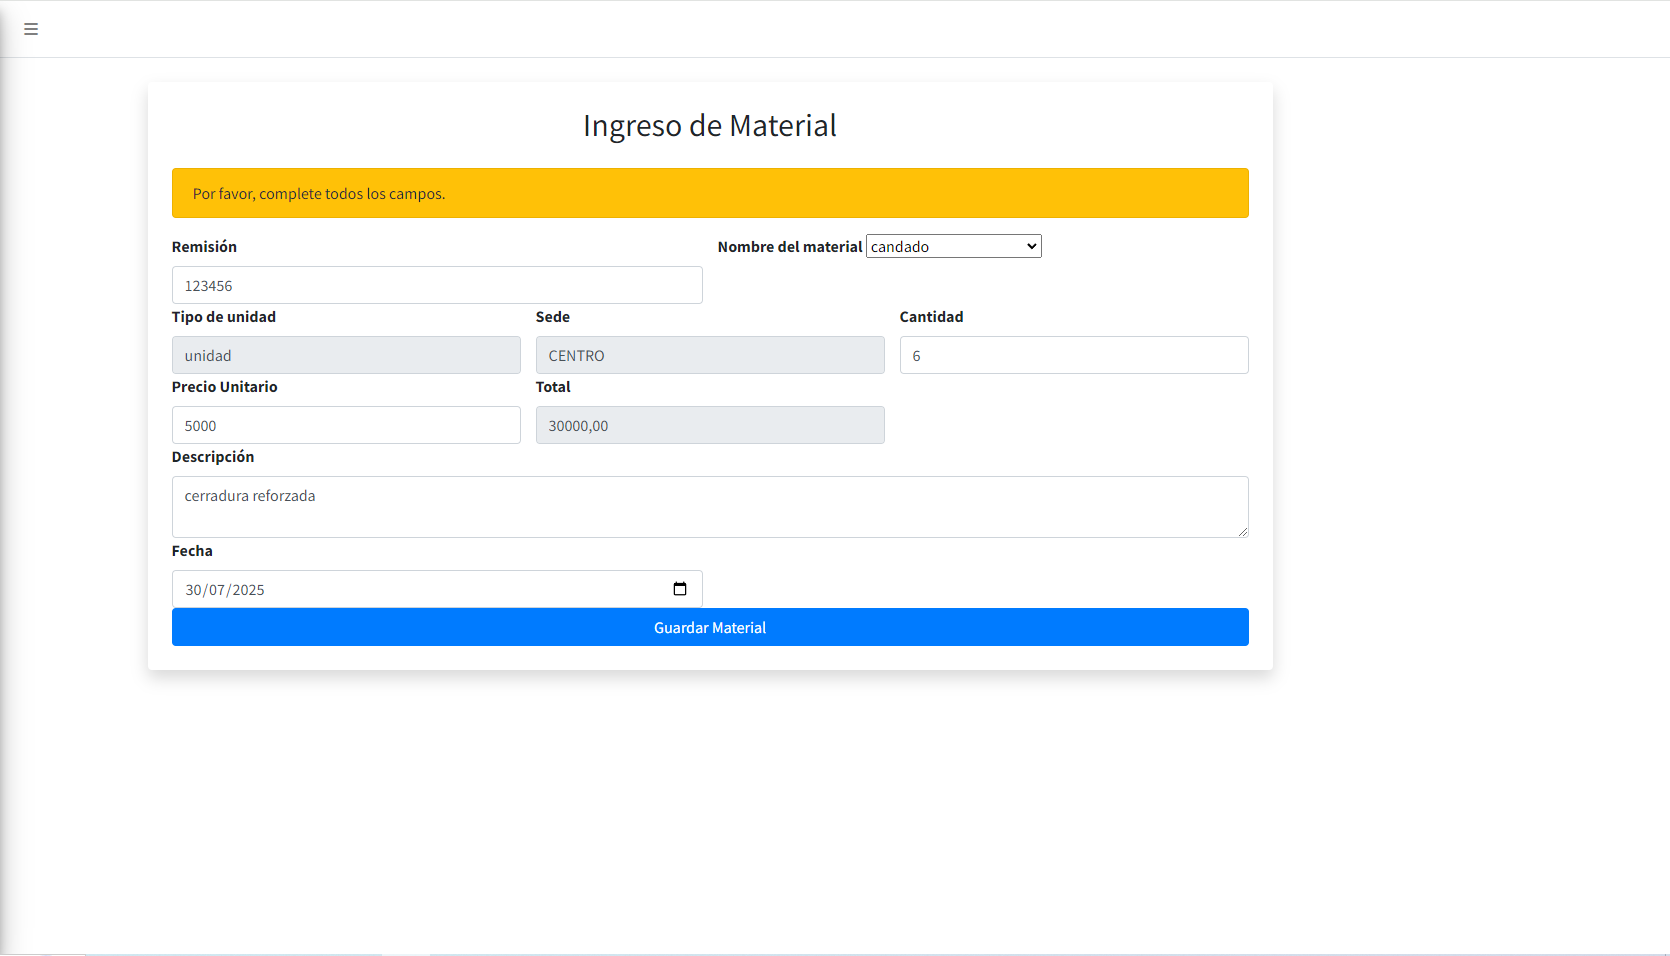 Ingreso de Material
Por favor, complete todos los campos.
Remisión
Nombre del material candado
123456
Tipo de unidad
Sede
Cantidad
unidad
CENTRO
6
Precio Unitario
Total
5000
30000,00
Descripción
cerradura reforzada
Fecha
30/07/2025
Guardar Material